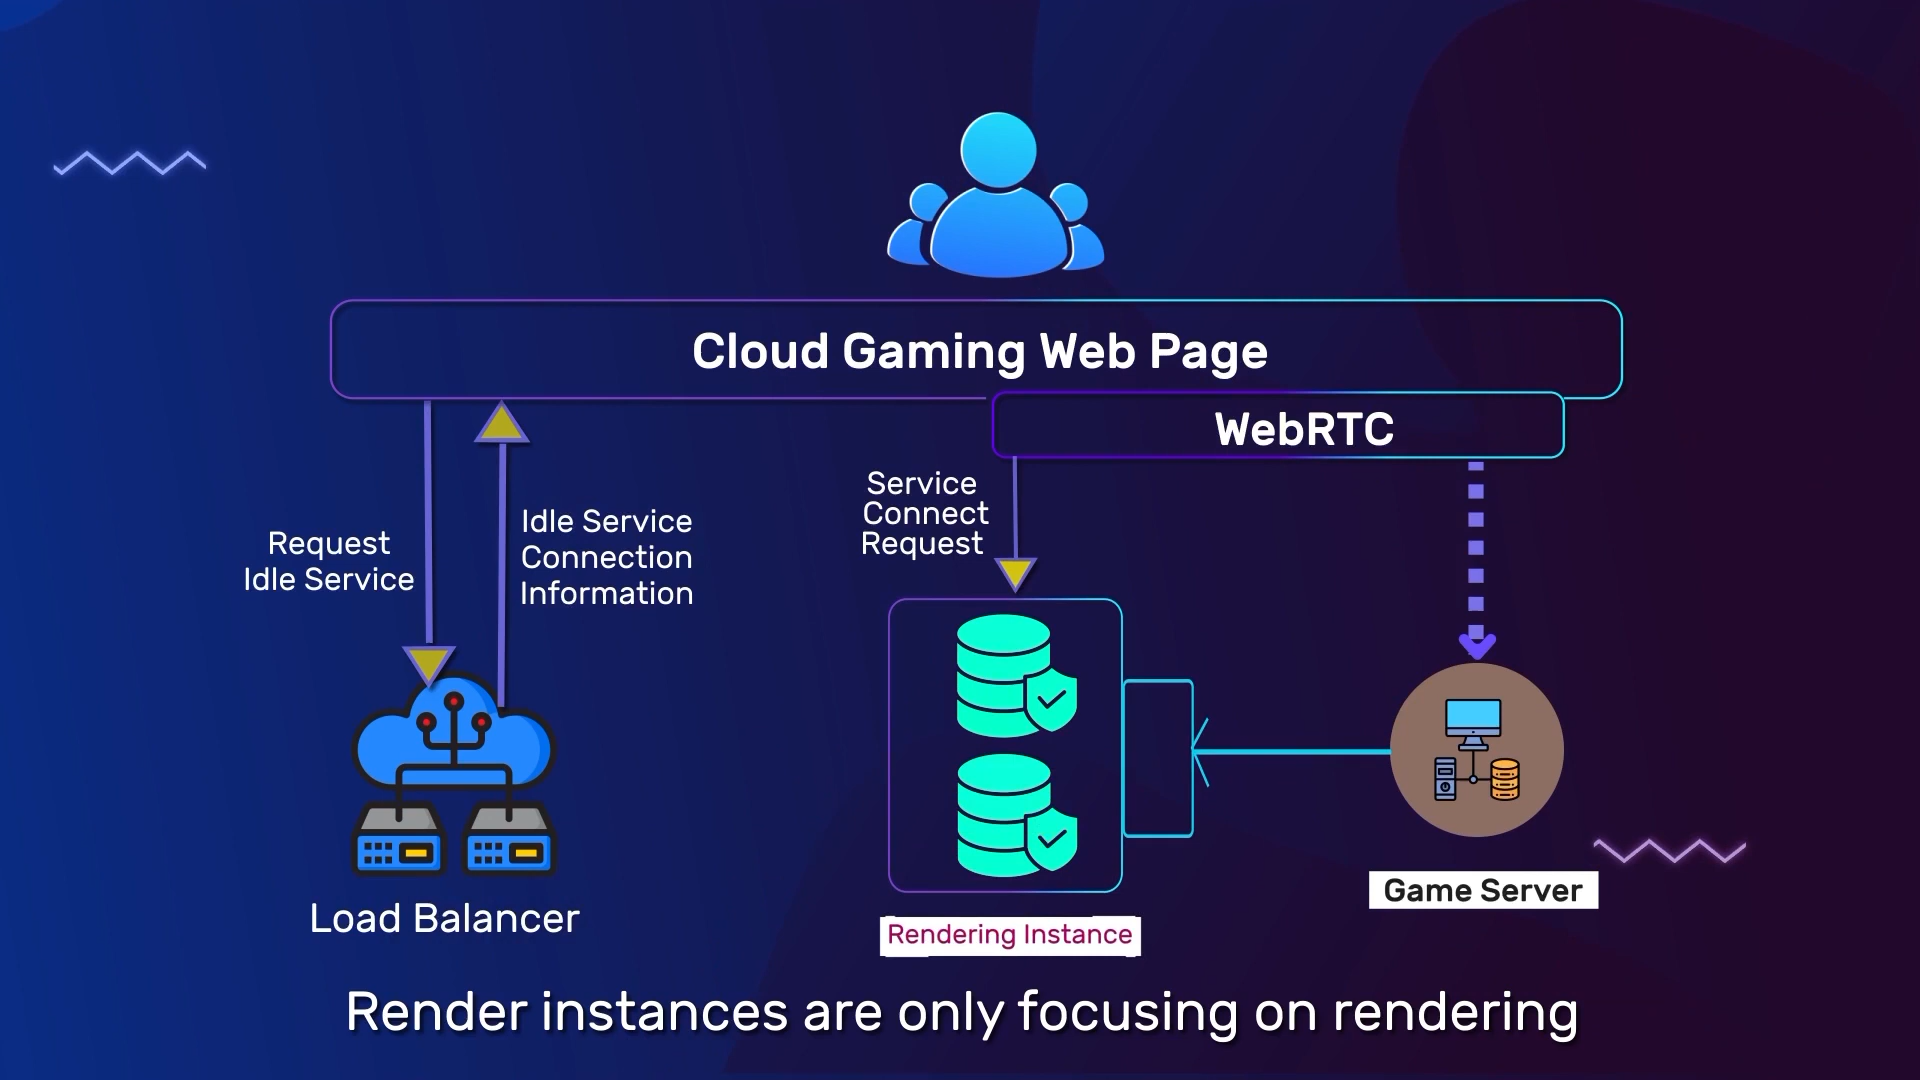 Cloud Gaming Web Page
WebRTC
Request
Idle Service
Idle Service
Connection
Information
Service
Connect
Request
Load Balancer
Rendering Instance
Game Server
Render instances are only focusing on rendering